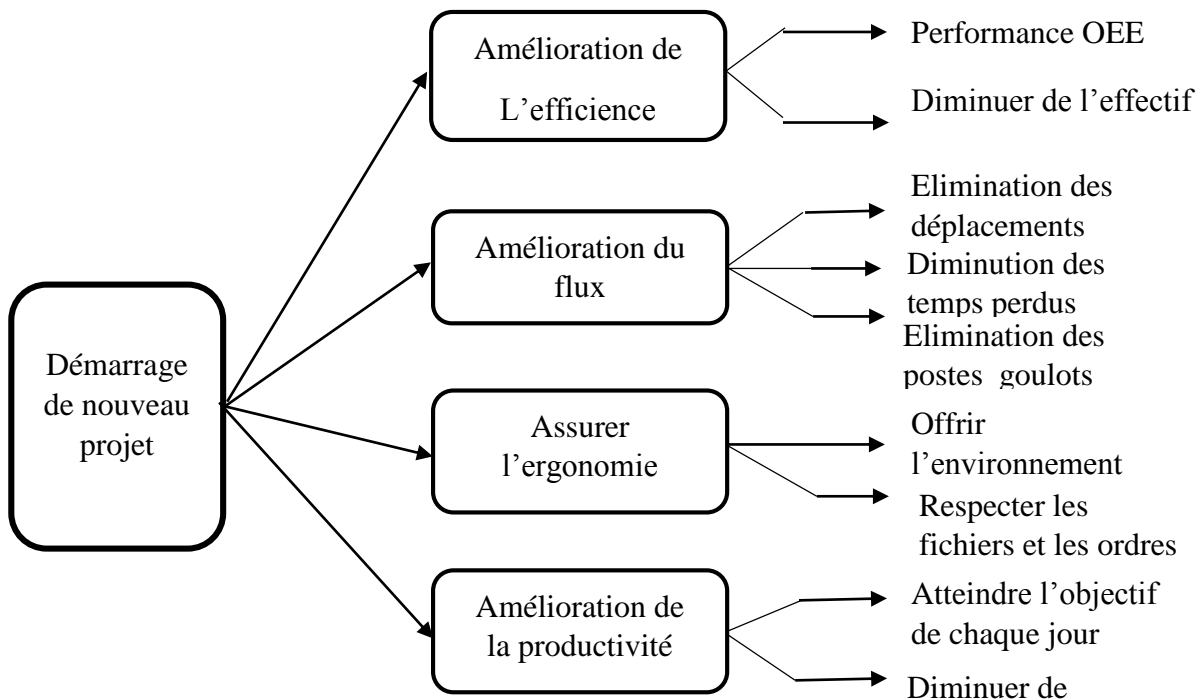 Démarrage
de nouveau
projet
Amélioration de
L’efficience
Performance OEE
Diminuer de l’effectif
Amélioration du
flux
Elimination des
déplacements
Diminution des
temps perdus
Elimination des
postes goulots
Assurer
l’ergonomie
Offrir
l’environnement
Respecter les
fichiers et les ordres
Amélioration de
la productivité
Atteindre l’objectif
de chaque jour
Diminuer de